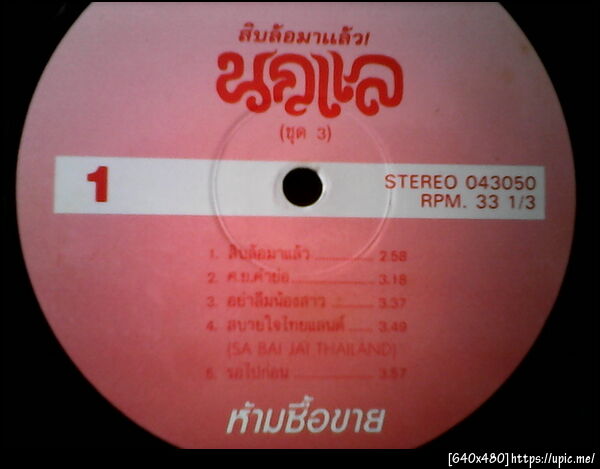 สิบล้อมาแล้ว!
นกแล
(ชุด 3)
1
STEREO 043050
RPM. 33 1/3
1. สิบล้อมาแล้ว 2.58
2. ค.ย.คำย่อ 3.18
3. อย่าลืมน้องสาว 3.37
4. สบายใจไทยแลนด์ 3.49
(SA BAI JAI THAILAND)
5. รอไปก่อน 3.57
ห้ามซื้อขาย
[640x480]https://upic.me/